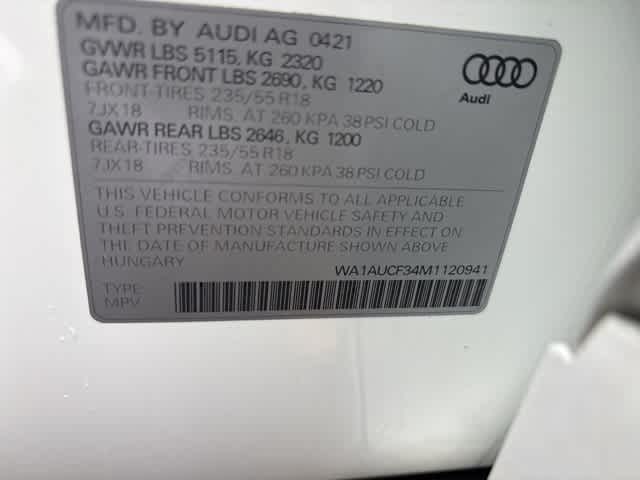 MFD. BY AUDI AG 0421
GVWR LBS 5115, KG 2320
GAWR FRONT LBS 2690, KG 1220
FRONT-TIRES 235/55 R18
7JX18 RIMS. AT 260 KPA 38 PSI COLD
GAWR REAR LBS 2646, KG 1200
REAR-TIRES 235/55 R18
7JX18 RIMS. AT 260 KPA 38 PSI COLD
Audi
THIS VEHICLE CONFORMS TO ALL APPLICABLE
U.S. FEDERAL MOTOR VEHICLE SAFETY AND
THEFT PREVENTION STANDARDS IN EFFECT ON
THE DATE OF MANUFACTURE SHOWN ABOVE
HUNGARY
WA1AUCF34M1120941
TYPE:
MPV